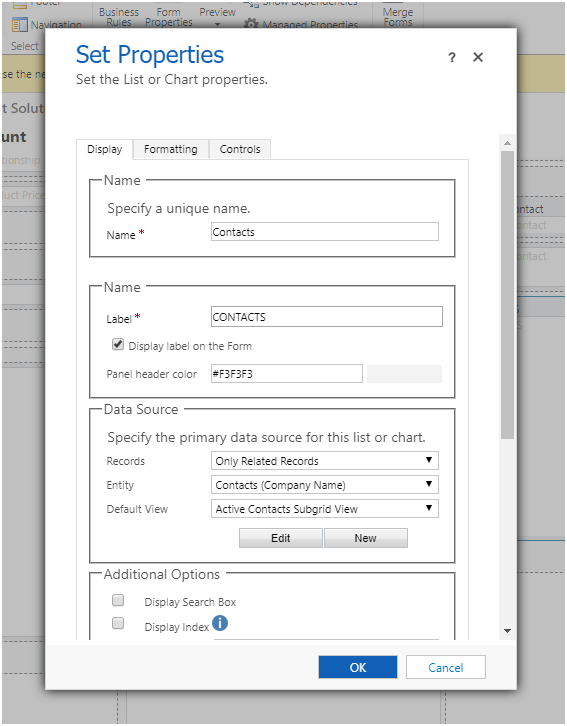 Footer
Business
Rules
Form
Properties
Preview
Show Dependencies
Merge
Forms
Navigation
Managed Properties
Select
se the ne
Set Properties
? ×
Set the List or Chart properties.
t Solut
unt
tionship
duct Price
ontact
ontact
ontact
Display Formatting Controls
Name
Specify a unique name.
Name * Contacts
Name
Label * CONTACTS
Display label on the Form
Panel header color #F3F3F3
Data Source
Specify the primary data source for this list or chart.
Records Only Related Records
Entity Contacts (Company Name)
Default View Active Contacts Subgrid View
Edit New
Additional Options
Display Search Box
Display Index i
OK Cancel